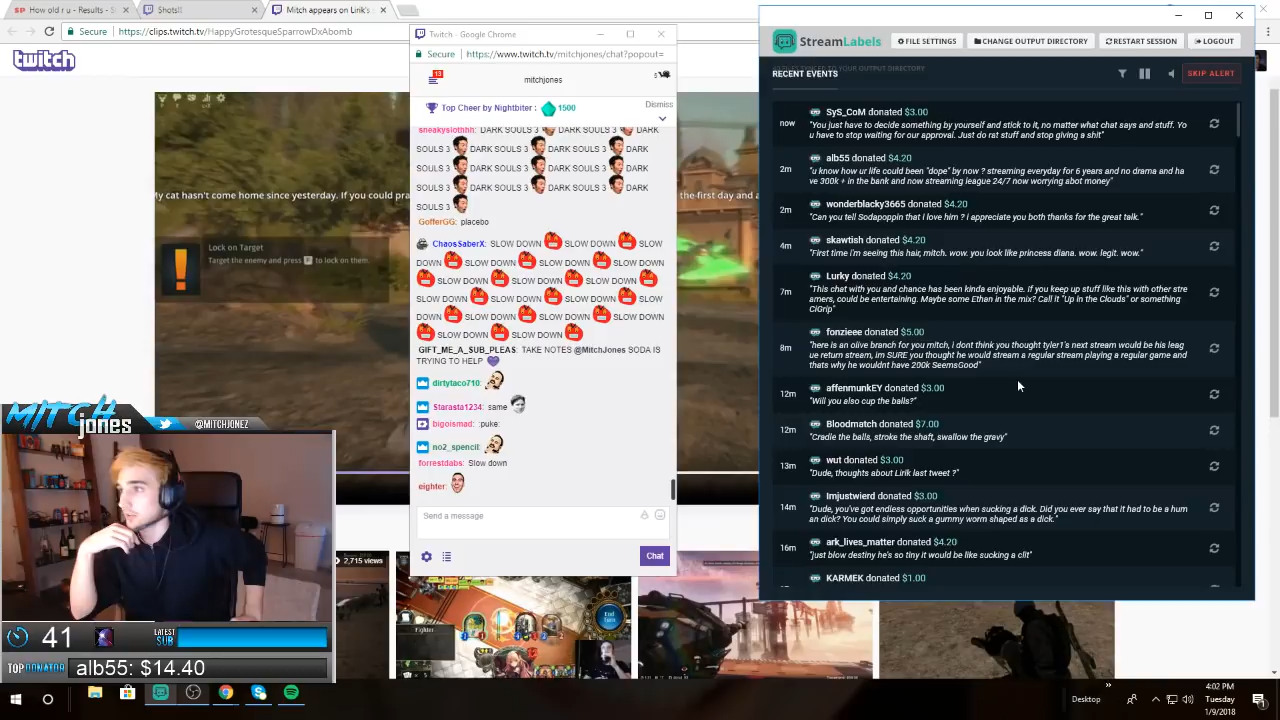 How old r u - Results
Shots!!
Mitch Jones on Link's
Secure
https://clips.twitch.tv/HappyGrotesqueSparrowDxAbomb
twitch
My cat hasn't come home since yesterday. If you could pra
the-first-day and a
Lock on Target
Target the enemy and press to lock on them.
Twitch - Google Chrome
Secure
https://www.twitch.tv/mitchjones/chat?popout=
13
mitchjones
Top Cheer by Nightbiter : 1500
Dismiss
sneakyslothhh: DARK SOULS 3 DARK
SOULS 3 DARK SOULS 3 DARK
SOULS 3 DARK SOULS 3 DARK
SOULS 3 DARK SOULS 3 DARK
SOULS 3
GofferGG: placebo
ChaosSaberX: SLOW DOWN SLOW DOWN SLOW
DOWN SLOW DOWN SLOW DOWN
SLOW DOWN SLOW DOWN SLOW DOWN
SLOW DOWN SLOW DOWN SLOW
DOWN SLOW DOWN SLOW DOWN
SLOW DOWN SLOW DOWN
GIFT_ME_A_SUB_PLEAS: TAKE NOTES @MitchJones SODA IS
TRYING TO HELP
dirtytaco710:
Starasta1234: same
bigoismad: :puke:
no2_spencil:
forrestdabs: Slow down
eighter:
Send a message
Chat
StreamLabels
FILE SETTINGS
CHANGE OUTPUT DIRECTORY
RESTART SESSION
LOGOUT
RECENT EVENTS
SKIP ALERT
now
SyS_CoM donated $3.00
"You just have to decide something by yourself and stick to it, no matter what chat says and stuff. Yo
u have to stop waiting for our approval. Just do rat stuff and stop giving a shit"
2m
alb55 donated $4.20
"u know how ur life could been "dope" by now ? streaming everyday for 6 years and no drama and ha
ve 300k + in the bank and now streaming league 24/7 now worrying abot money"
2m
wonderblacky3665 donated $4.20
"Can you tell Sodapoppin that I love him ? i appreciate you both thanks for the great talk."
4m
skawtish donated $4.20
"First time i'm seeing this hair, mitch. wow. you look like princess diana. wow. legit. wow."
7m
Lurky donated $4.20
"This chat with you and chance has been kinda enjoyable. If you keep up stuff like this with other stre
amers, could be entertaining. Maybe some Ethan in the mix? Call it "Up in the Clouds" or something
CiGrip"
8m
fonzieee donated $5.00
"here is an olive branch for you mitch, i dont think you thought tyler1's next stream would be his leag
ue return stream, im SURE you thought he would stream a regular stream playing a regular game and
thats why he wouldnt have 200k SeemsGood"
12m
affenmunkEY donated $3.00
"Will you also cup the balls?"
12m
Bloodmatch donated $7.00
"Cradle the balls, stroke the shaft, swallow the gravy"
13m
wut donated $3.00
"Dude, thoughts about Lirik last tweet ?"
14m
Imjustwierd donated $3.00
"Dude, you've got endless opportunities when sucking a dick. Did you ever say that it had to be a hum
an dick? You could simply suck a gummy worm shaped as a dick."
16m
ark_lives_matter donated $4.20
"just blow destiny he's so tiny it would be like sucking a clit"
KARMEK donated $1.00
MITCH
Jones
@MITCHJONEZ
2,715 views
Fighter
End
Turn
41
LATEST
SUB
TOP DONATOR
alb55: $14.40
Desktop
4:02 PM
Tuesday
1/9/2018